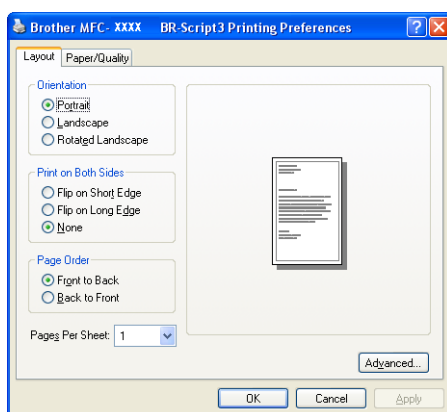 Brother MFC- XXXX BR-Script3 Printing Preferences
Layout Paper/Quality
Orientation
Portrait
Landscape
Rotated Landscape
Print on Both Sides
Flip on Short Edge
Flip on Long Edge
None
Page Order
Front to Back
Back to Front
Pages Per Sheet: 1
Advanced...
OK Cancel Apply